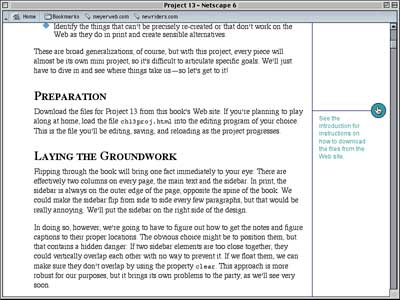 Project 13 – Netscape 6
Home Bookmarks meyerweb.com newriders.com
Identify the things that can't be precisely re-created or that don't work on the
Web as they do in print and create sensible alternatives.
These are broad generalizations, of course, but with this project, every piece will
almost be its own mini project, so it's difficult to articulate specific goals. We'll just
have to dive in and see where things take us—so let's get to it!
PREPARATION
Download the files for Project 13 from this book's Web site. If you're planning to play
along at home, load the file ch13proj.html into the editing program of your choice.
This is the file you'll be editing, saving, and reloading as the project progresses.
See the
introduction for
instructions on
how to download
the files from the
Web site.
LAYING THE GROUNDWORK
Flipping through the book will bring one fact immediately to your eye: There are
effectively two columns on every page, the main text and the sidebar. In print, the
sidebar is always on the outer edge of the page, opposite the spine of the book. We
could make the sidebar flip from side to side every few paragraphs, but that would be
really annoying. We'll put the sidebar on the right side of the design.
In doing so, however, we're going to have to figure out how to get the notes and figure
captions to their proper locations. The obvious choice might be to position them, but
that contains a hidden danger: If two sidebar elements are too close together, they
could vertically overlap each other with no way to prevent it. If we float them, we can
make sure they don't overlap by using the property clear. This approach is more
robust for our purposes, but it brings its own problems to the party, as we'll see very
soon.